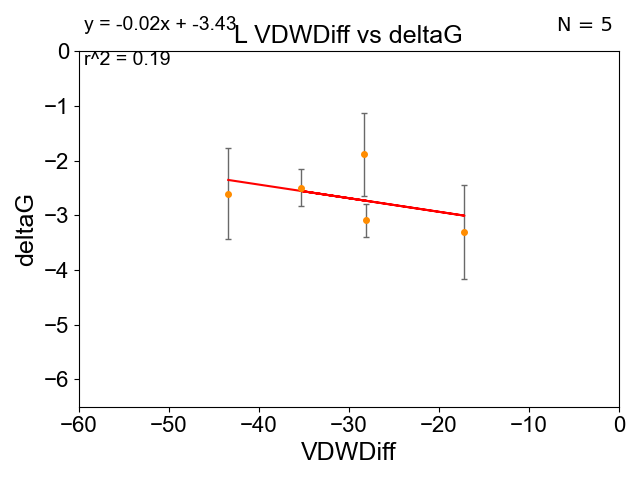 y = -0.02x + -3.43
N = 5
L VDWDiff vs deltaG
r^2 = 0.19
0
−1
−2
−3
−4
−5
−6
deltaG
−60
−50
−40
−30
−20
−10
0
VDWDiff